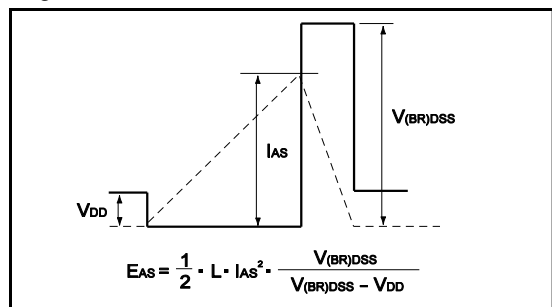 V(BR)DSS
IAS
VDD
EAS = 1/2 · L · IAS² · V(BR)DSS / (V(BR)DSS – VDD)